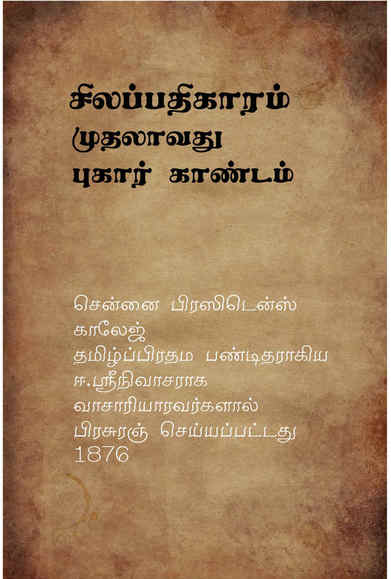 சிலப்பதிகாரம்
முதலாவது
புகார் காண்டம்
சென்னை பிரஸிடென்ஸ்
காலேஜ்
தமிழ்ப்பிரதம பண்டிதராகிய
ஈ.ஸ்ரீநிவாசராக
வாசாரியாரவர்களால்
பிரசுரஞ் செய்யப்பட்டது
1876